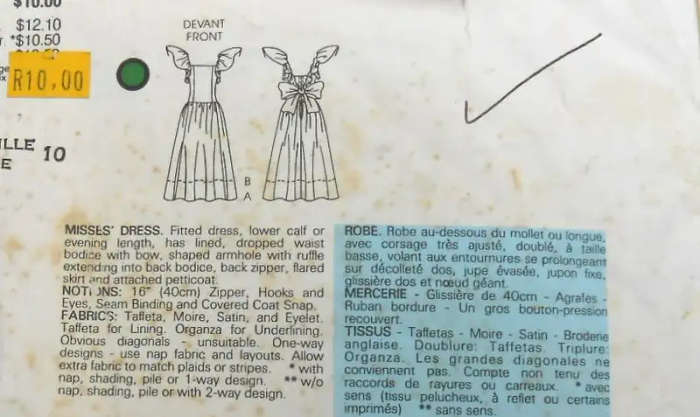 $10.00
$12.10
*$10.50
R10,00
DEVANT
FRONT
10
B
A
MISSES' DRESS. Fitted dress, lower calf or
evening length, has lined, dropped waist
bodice with bow, shaped armhole with ruffle
extending into back bodice, back zipper, flared
skirt and attached petticoat.
NOTIONS: 16" (40cm) Zipper, Hooks and
Eyes, Seam Binding and Covered Coat Snap.
FABRICS: Taffeta, Moire, Satin, and Eyelet.
Taffeta for Lining. Organza for Underlining.
Obvious diagonals - unsuitable. One-way
designs - use nap fabric and layouts. Allow
extra fabric to match plaids or stripes. * with
nap, shading, pile or 1-way design. ** w/o
nap, shading, pile or with 2-way design.
ROBE. Robe au-dessous du mollet ou longue,
avec corsage très ajusté, doublé, à taille
basse, volant aux entournures se prolongeant
sur décolleté dos, jupe évasée, jupon fixe,
glissière dos et nœud géant.
MERCERIE - Glissière de 40cm - Agrafes -
Ruban bordure - Un gros bouton-pression
recouvert.
TISSUS - Taffetas - Moire - Satin - Broderie
anglaise. Doublure: Taffetas. Triplure:
Organza. Les grandes diagonales ne
conviennent pas. Compte non tenu des
raccords de rayures ou carreaux. * avec
sens (tissu pelucheux, à reflet ou certains
imprimés) ** sans sens.